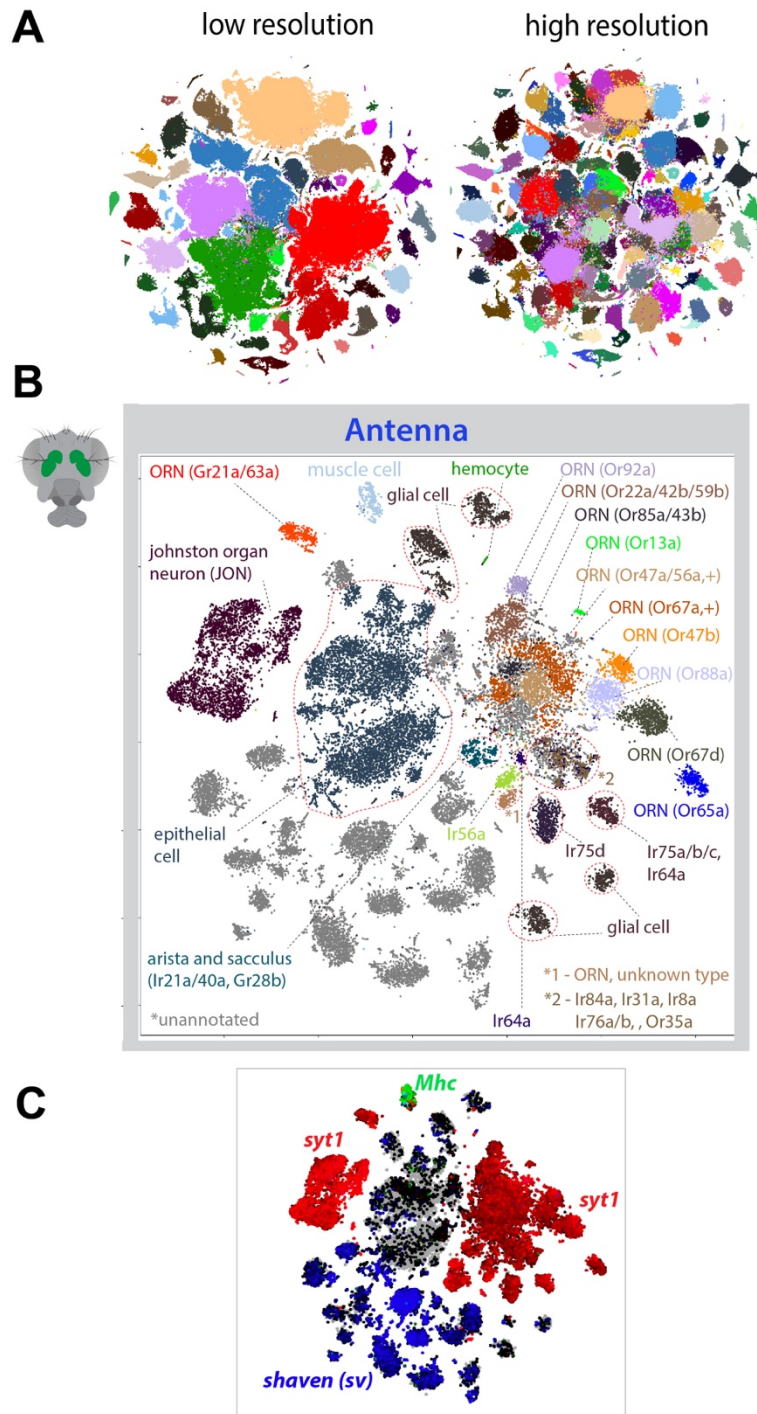 A
low resolution
high resolution
B
Antenna
ORN (Gr21a/63a)
muscle cell
hemocyte
glial cell
ORN (Or92a)
ORN (Or22a/42b/59b)
ORN (Or85a/43b)
ORN (Or13a)
ORN (Or47a/56a,+)
ORN (Or67a,+)
ORN (Or47b)
ORN (Or88a)
ORN (Or67d)
ORN (Or65a)
johnston organ
neuron (JON)
epithelial
cell
*2
*1
Ir56a
Ir75d
Ir75a/b/c,
Ir64a
glial cell
arista and sacculus
(Ir21a/40a, Gr28b)
*unannotated
Ir64a
*1 - ORN, unknown type
*2 - Ir84a, Ir31a, Ir8a
Ir76a/b, , Or35a
C
Mhc
syt1
syt1
shaven (sv)